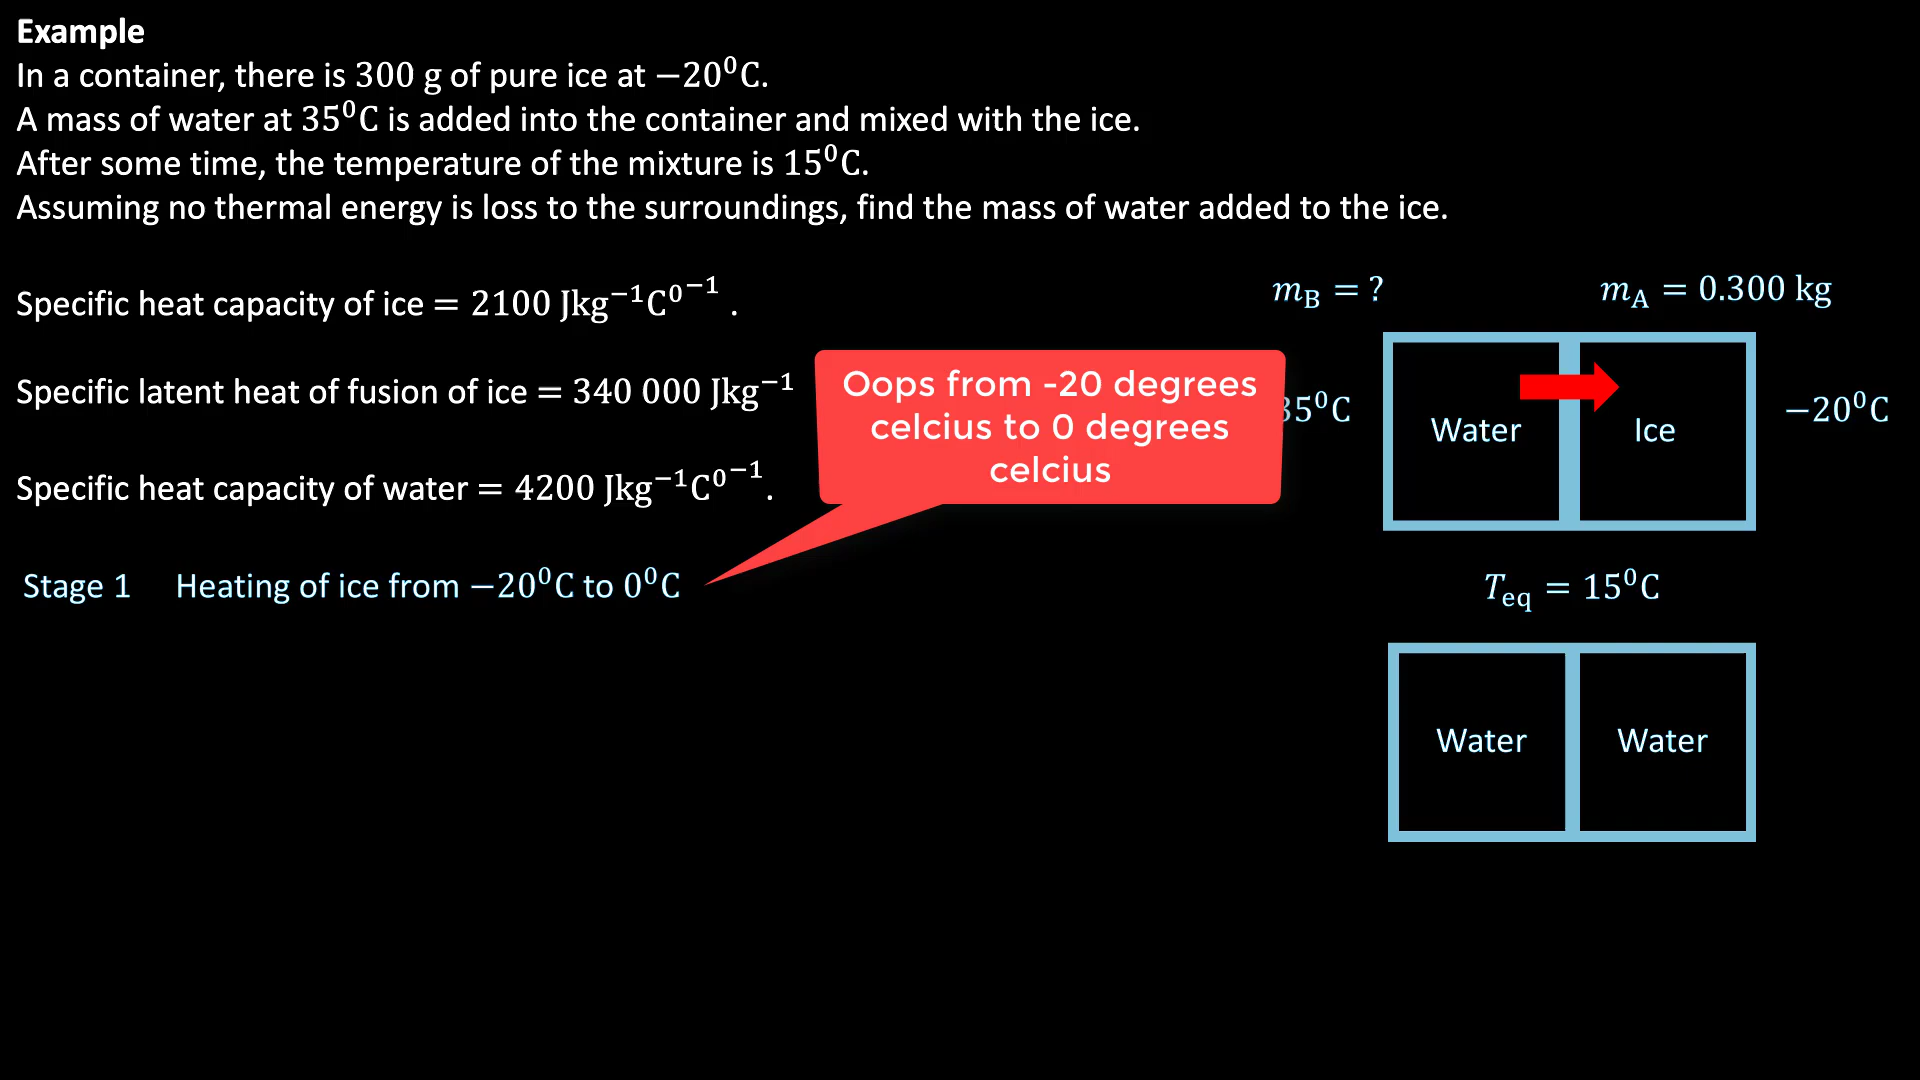 Example
In a container, there is 300 g of pure ice at −20⁰C.
A mass of water at 35⁰C is added into the container and mixed with the ice.
After some time, the temperature of the mixture is 15⁰C.
Assuming no thermal energy is loss to the surroundings, find the mass of water added to the ice.
m_B = ?
m_A = 0.300 kg
Specific heat capacity of ice = 2100 Jkg⁻¹C⁰⁻¹ .
Specific latent heat of fusion of ice = 340 000 Jkg⁻¹
Oops from -20 degrees
celcius to 0 degrees
celcius
5⁰C
Water
Ice
−20⁰C
Specific heat capacity of water = 4200 Jkg⁻¹C⁰⁻¹.
Stage 1 Heating of ice from −20⁰C to 0⁰C
T_eq = 15⁰C
Water
Water